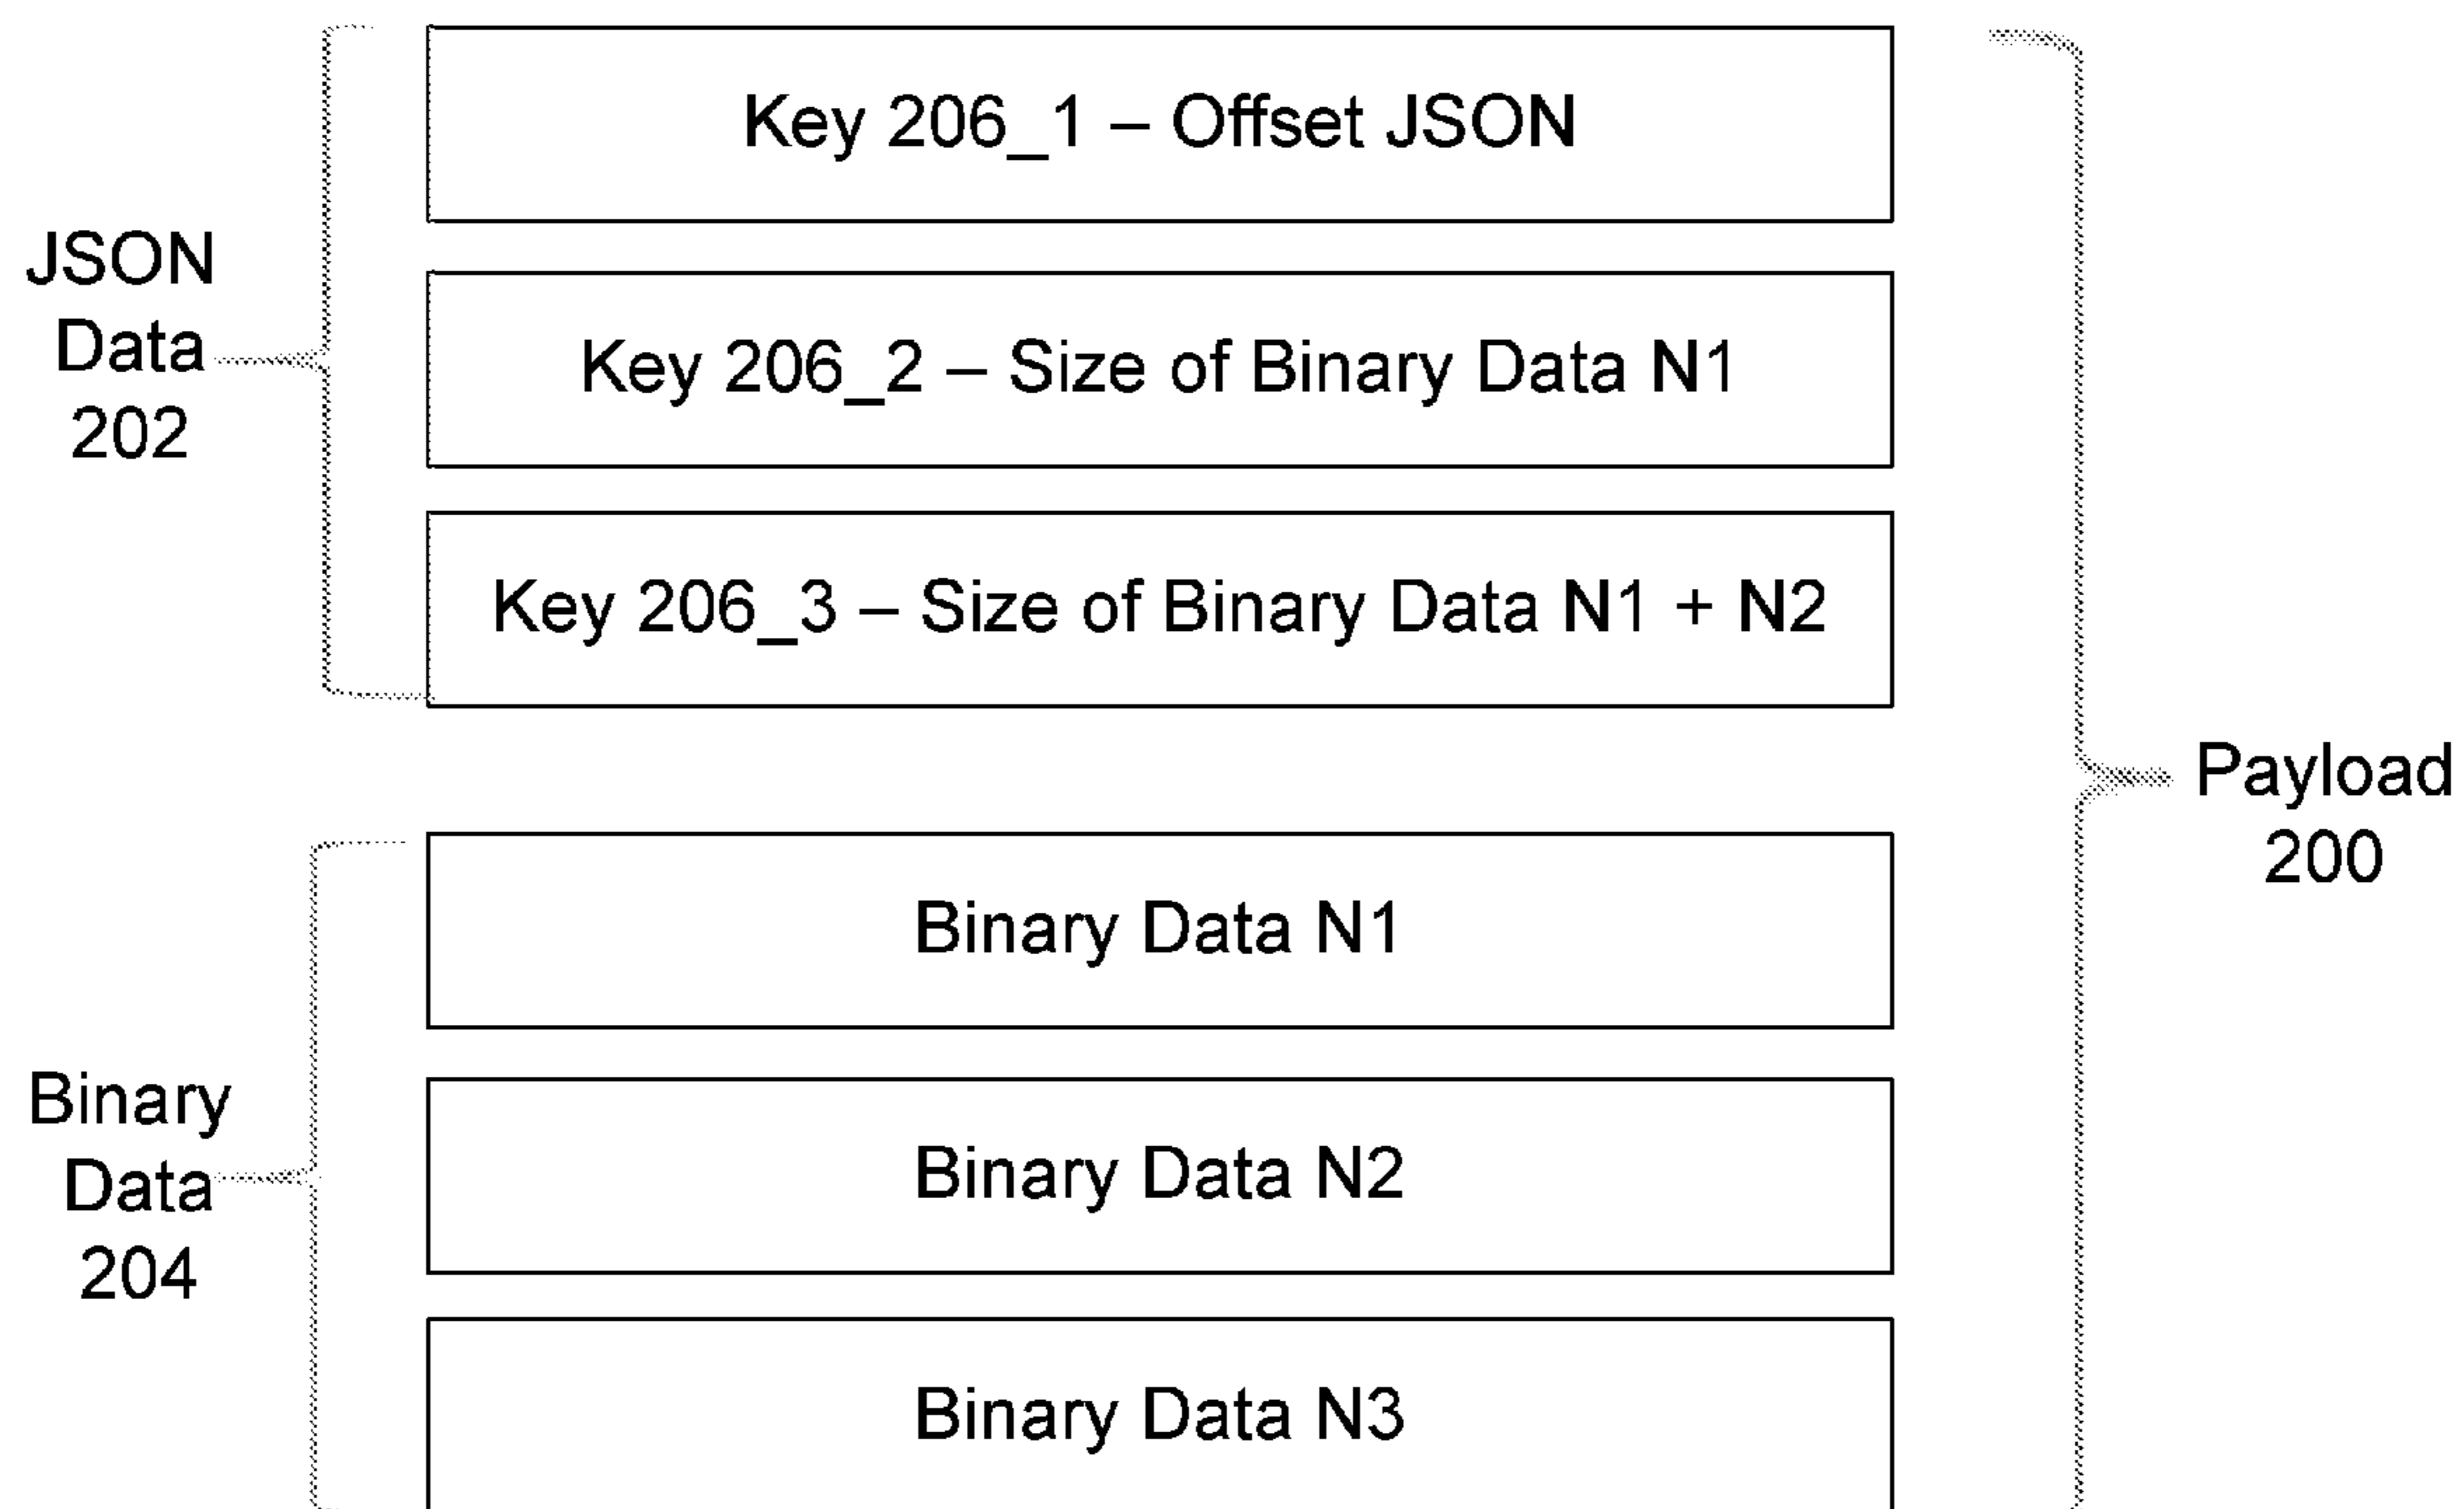 Key 206_1 – Offset JSON
JSON
Data
202
Key 206_2 – Size of Binary Data N1
Key 206_3 – Size of Binary Data N1 + N2
Payload
200
Binary Data N1
Binary
Data
204
Binary Data N2
Binary Data N3